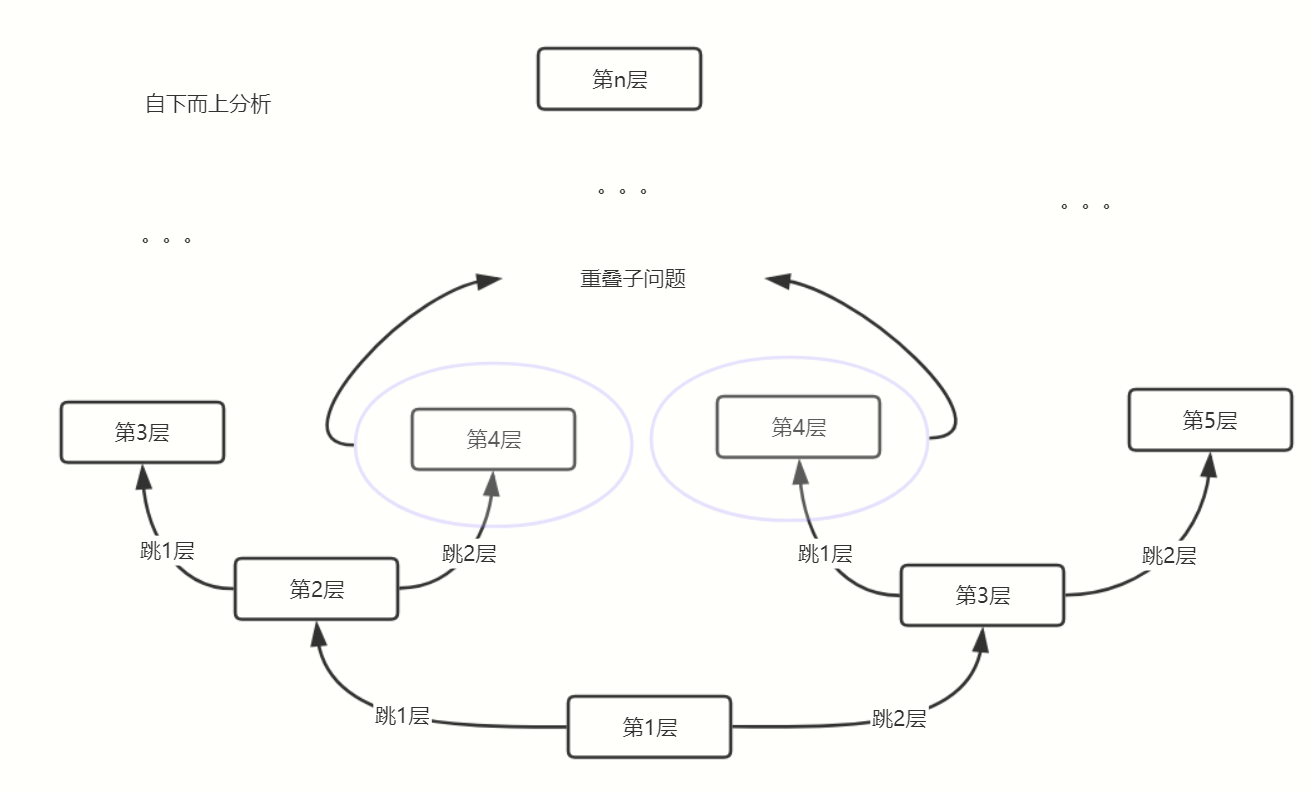 第n层
自下而上分析
。。。
。。。
。。。
重叠子问题
第3层
第4层
第4层
第5层
跳1层
跳2层
跳1层
跳2层
第2层
第3层
跳1层
第1层
跳2层